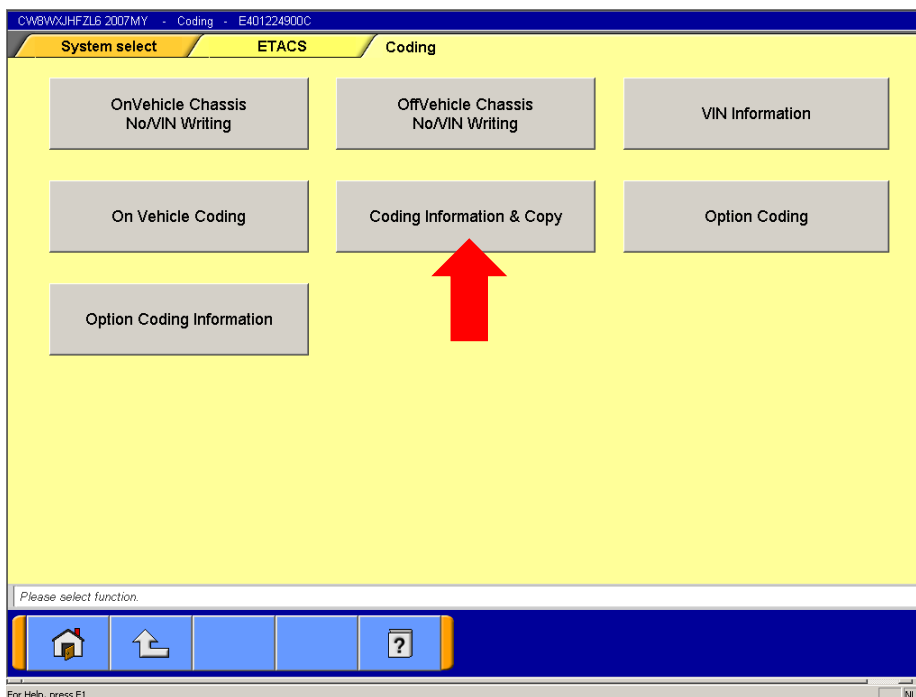 CW8WXJHFZL6 2007MY - Coding - E401224900C
System select
ETACS
Coding
OnVehicle Chassis
No/VIN Writing
OffVehicle Chassis
No/VIN Writing
VIN Information
On Vehicle Coding
Coding Information & Copy
Option Coding
Option Coding Information
Please select function.
?
For Help, press F1